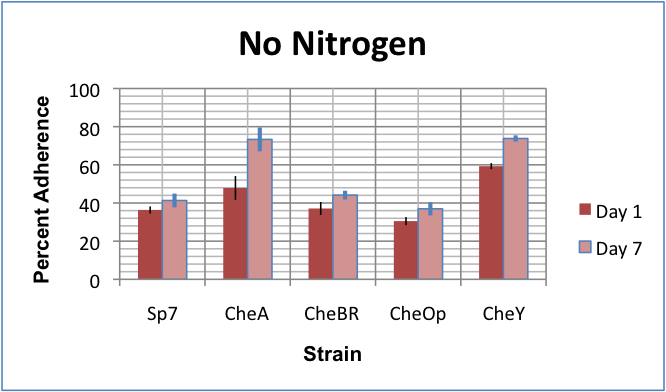 No Nitrogen
100
80
60
40
20
0
Percent Adherence
Sp7 CheA CheBR CheOp CheY
Strain
Day 1
Day 7